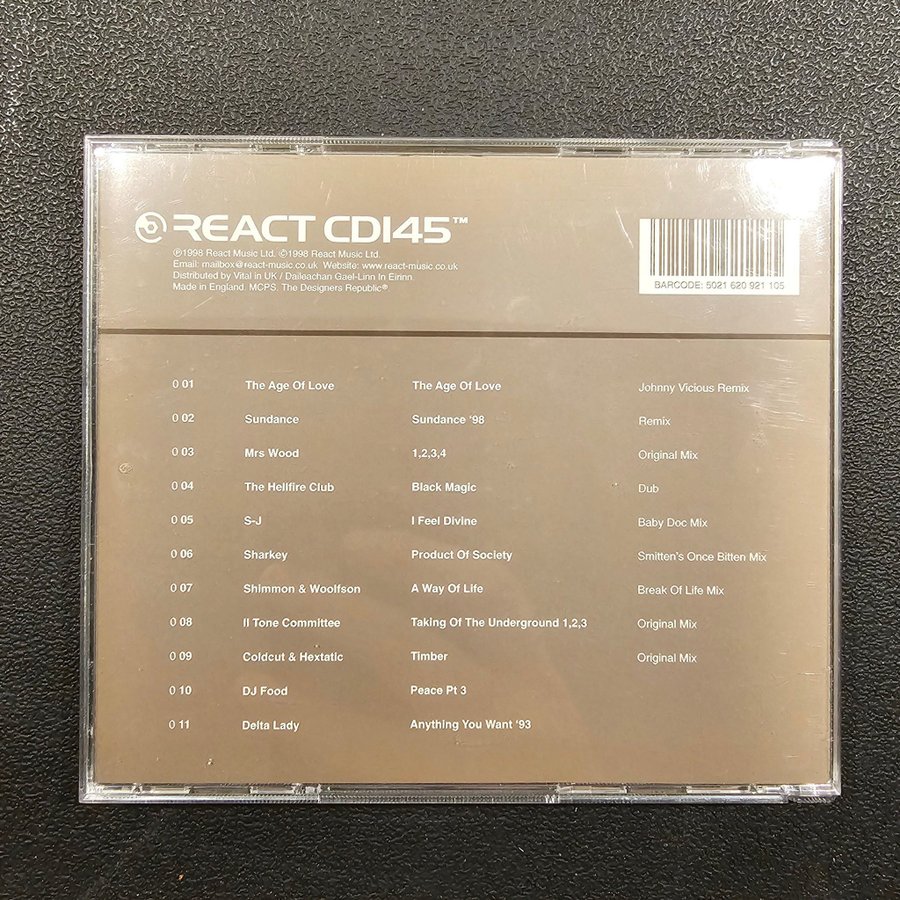 REACT CD145™
℗1998 React Music Ltd. ©1998 React Music Ltd.
Email: mailbox@react-music.co.uk Website: www.react-music.co.uk
Distributed by Vital in UK / Daileachan Gael-Linn In Eirinn.
Made in England. MCPS. The Designers Republic®
BARCODE: 5021 620 921 105
0 01 The Age Of Love The Age Of Love Johnny Vicious Remix
0 02 Sundance Sundance '98 Remix
0 03 Mrs Wood 1,2,3,4 Original Mix
0 04 The Hellfire Club Black Magic Dub
0 05 S-J I Feel Divine Baby Doc Mix
0 06 Sharkey Product Of Society Smitten's Once Bitten Mix
0 07 Shimmon & Woolfson A Way Of Life Break Of Life Mix
0 08 II Tone Committee Taking Of The Underground 1,2,3 Original Mix
0 09 Coldcut & Hextatic Timber Original Mix
0 10 DJ Food Peace Pt 3
0 11 Delta Lady Anything You Want '93